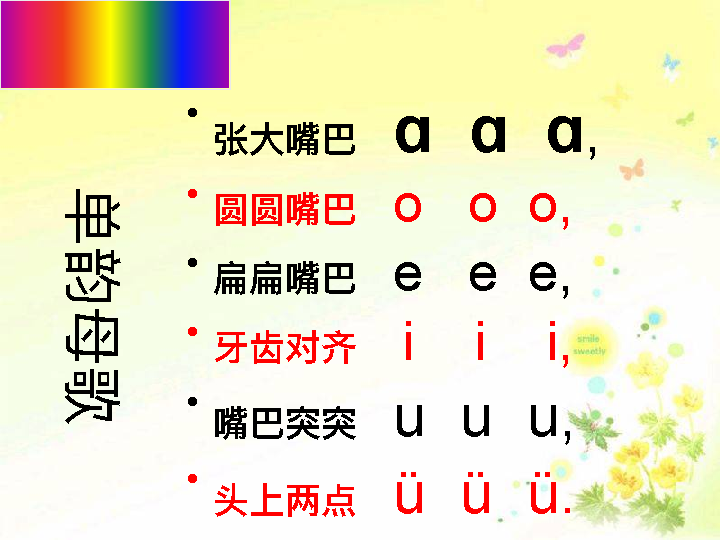 单韵母歌
• 张大嘴巴 ɑ ɑ ɑ,
• 圆圆嘴巴 o o o,
• 扁扁嘴巴 e e e,
• 牙齿对齐 i i i,
• 嘴巴突突 u u u,
• 头上两点 ü ü ü.
smile
sweetly